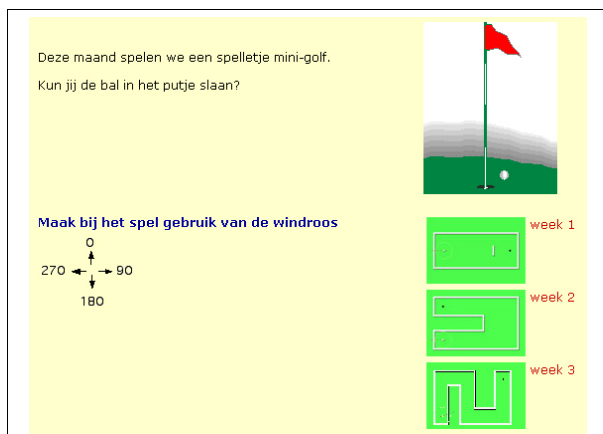 Deze maand spelen we een spelletje mini-golf.
Kun jij de bal in het putje slaan?
Maak bij het spel gebruik van de windroos
0
270 90
180
week 1
week 2
week 3